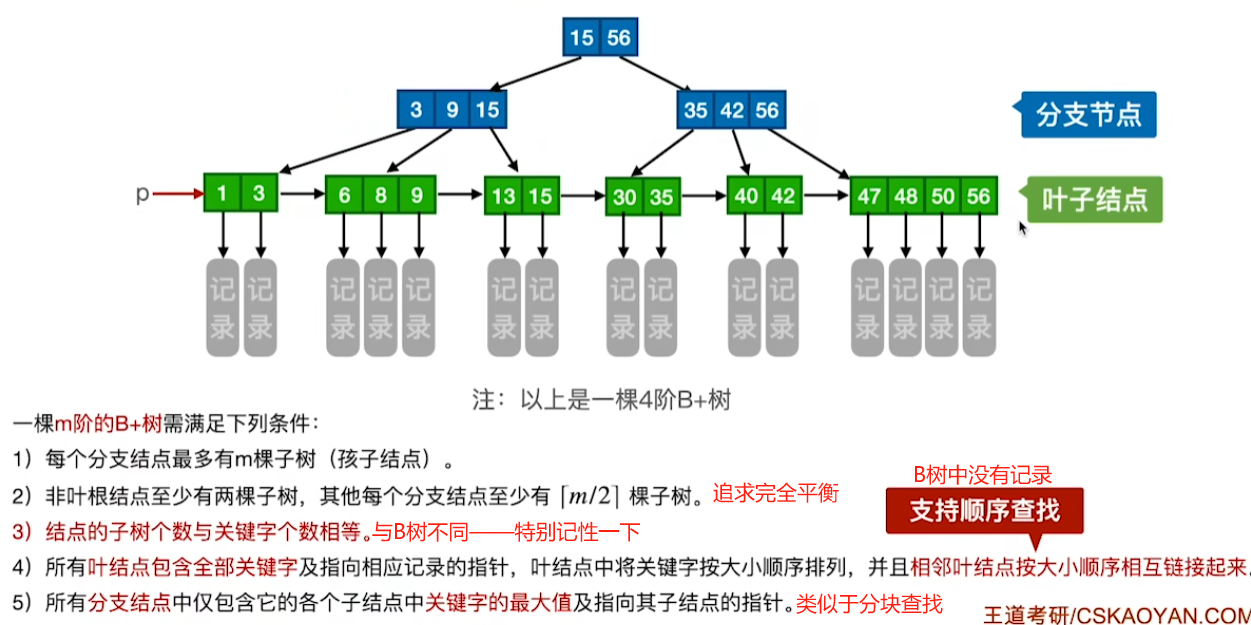 15 56
3 9 15
35 42 56
分支节点
p
1 3
6 8 9
13 15
30 35
40 42
47 48 50 56
叶子结点
记录 记录 记录 记录 记录 记录 记录 记录 记录 记录 记录 记录 记录 记录 记录
注：以上是一棵4阶B+树
一棵m阶的B+树需满足下列条件：
1）每个分支结点最多有m棵子树（孩子结点）。
B树中没有记录
2）非叶根结点至少有两棵子树，其他每个分支结点至少有 ⌈m/2⌉ 棵子树。 追求完全平衡
支持顺序查找
3）结点的子树个数与关键字个数相等。与B树不同——特别记性一下
4）所有叶结点包含全部关键字及指向相应记录的指针，叶结点中将关键字按大小顺序排列，并且相邻叶结点按大小顺序相互链接起来.
5）所有分支结点中仅包含它的各个子结点中关键字的最大值及指向其子结点的指针。类似于分块查找
王道考研/CSKAOYAN.COM